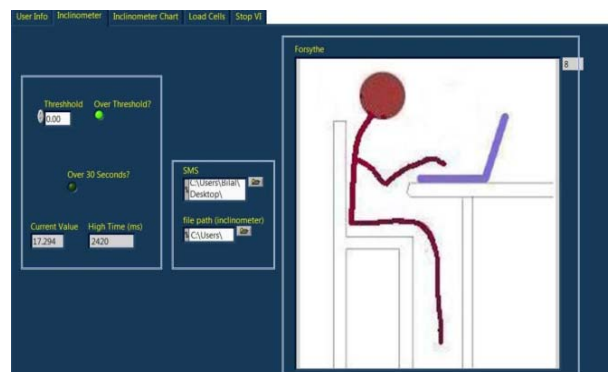 User Info Inclinometer Inclinometer Chart Load Cells Stop VI
Forsythe
8
Threshhold Over Threshold?
0.00
Over 30 Seconds?
SMS
C:\Users\Bilal\
Desktop\
file path (inclinometer)
C:\Users\
Current Value High Time (ms)
17.294 2420